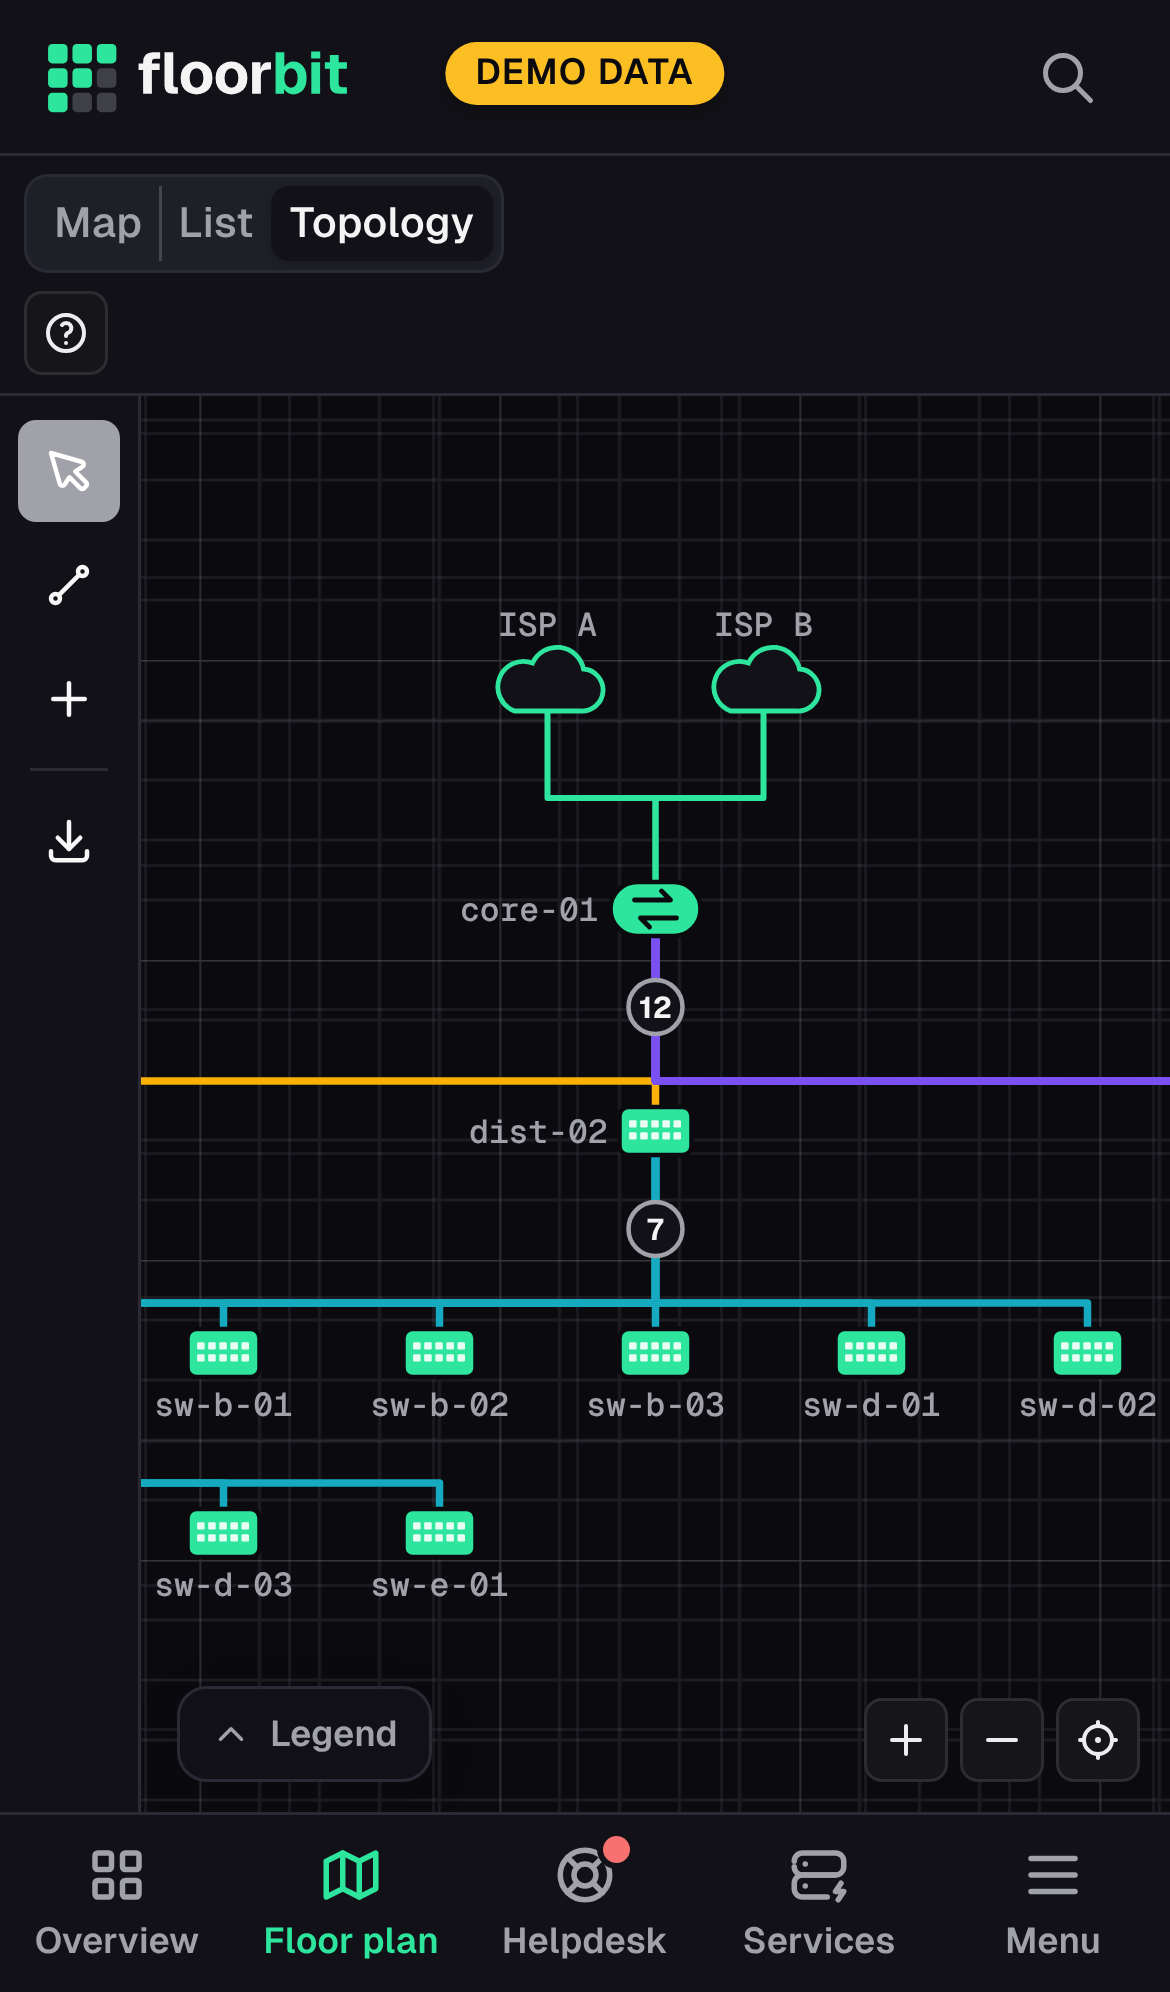 floorbit
DEMO DATA
Map
List
Topology
ISP A
ISP B
core-01
12
dist-02
7
sw-b-01
sw-b-02
sw-b-03
sw-d-01
sw-d-02
sw-d-03
sw-e-01
Legend
Overview
Floor plan
Helpdesk
Services
Menu